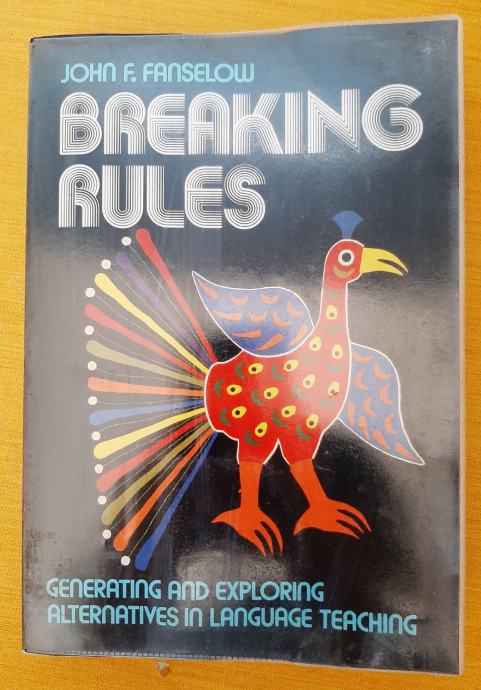 JOHN F. FANSELOW
BREAKING
RULES
GENERATING AND EXPLORING
ALTERNATIVES IN LANGUAGE TEACHING